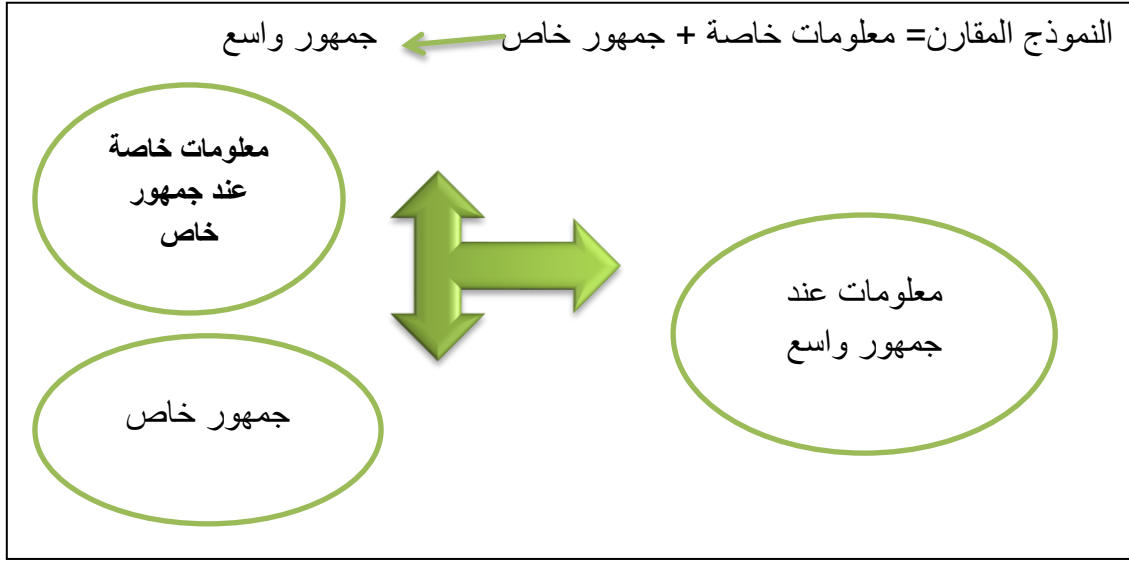 النموذج المقارن= معلومات خاصة + جمهور خاص جمهور واسع
معلومات خاصة
عند جمهور
خاص
معلومات عند
جمهور واسع
جمهور خاص